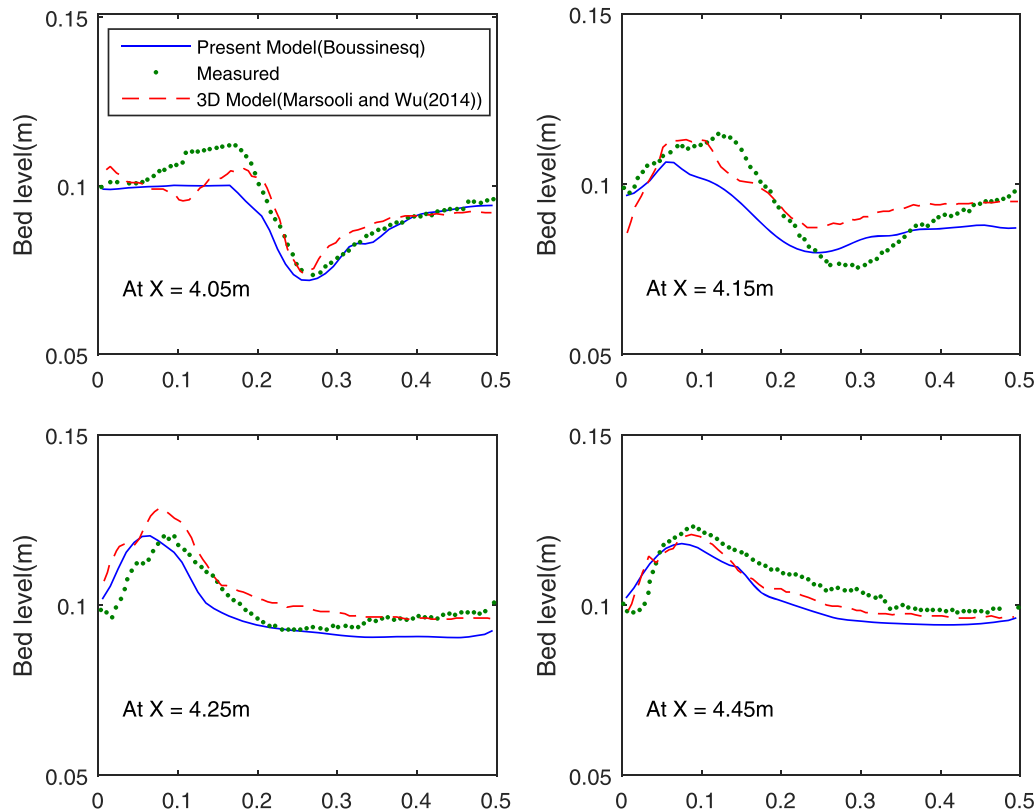 0.15
Present Model(Boussinesq)
Measured
3D Model(Marsooli and Wu(2014))
0.1
Bed level(m)
At X = 4.05m
0.05
0 0.1 0.2 0.3 0.4 0.5
0.15
0.1
Bed level(m)
At X = 4.15m
0.05
0 0.1 0.2 0.3 0.4 0.5
0.15
0.1
Bed level(m)
At X = 4.25m
0.05
0 0.1 0.2 0.3 0.4 0.5
0.15
0.1
Bed level(m)
At X = 4.45m
0.05
0 0.1 0.2 0.3 0.4 0.5